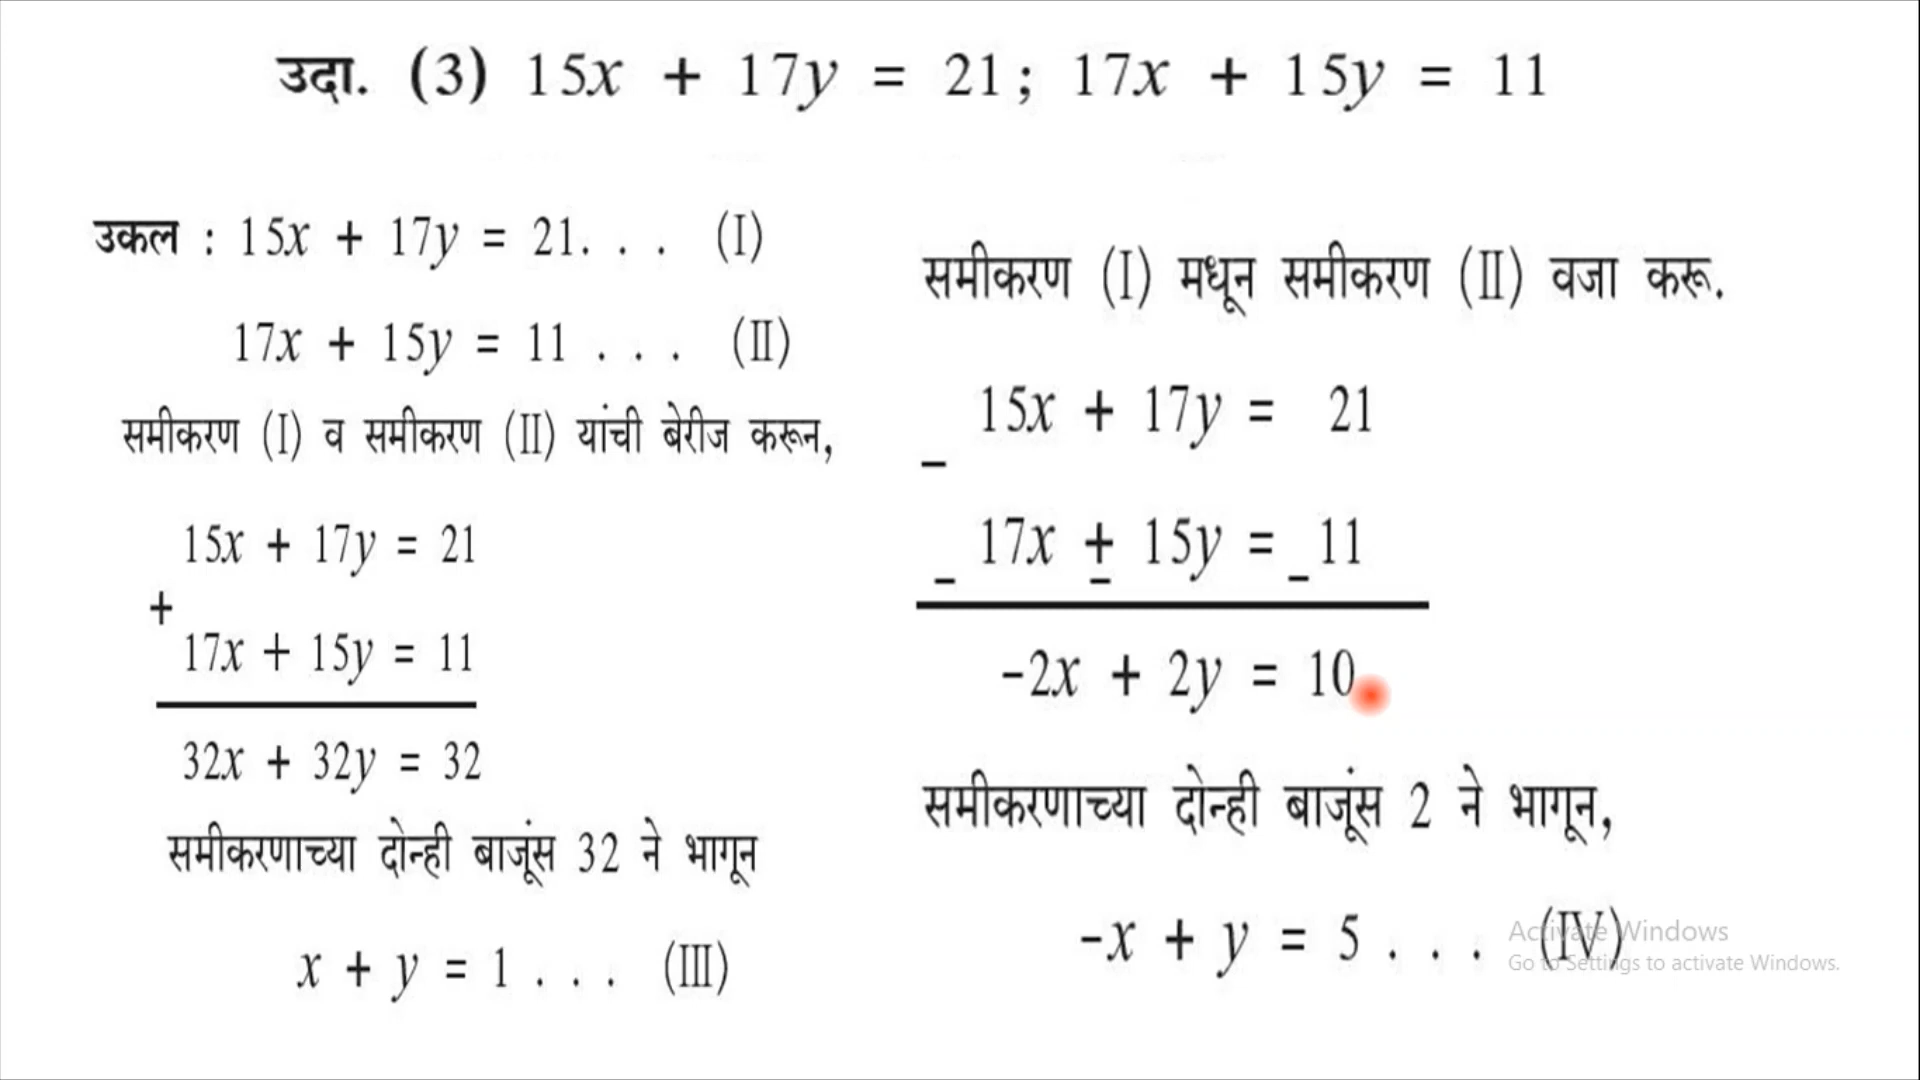 उदा. (3) 15x + 17y = 21; 17x + 15y = 11
उकल : 15x + 17y = 21. . . (I)
17x + 15y = 11 . . . (II)
समीकरण (I) व समीकरण (II) यांची बेरीज करून,
15x + 17y = 21
+
17x + 15y = 11
32x + 32y = 32
समीकरणाच्या दोन्ही बाजूंस 32 ने भागून
x + y = 1 . . . (III)
समीकरण (I) मधून समीकरण (II) वजा करू.
15x + 17y = 21
–
17x + 15y = 11
– – –
-2x + 2y = 10
समीकरणाच्या दोन्ही बाजूंस 2 ने भागून,
-x + y = 5 . . . (IV)
Activate Windows
Go to Settings to activate Windows.